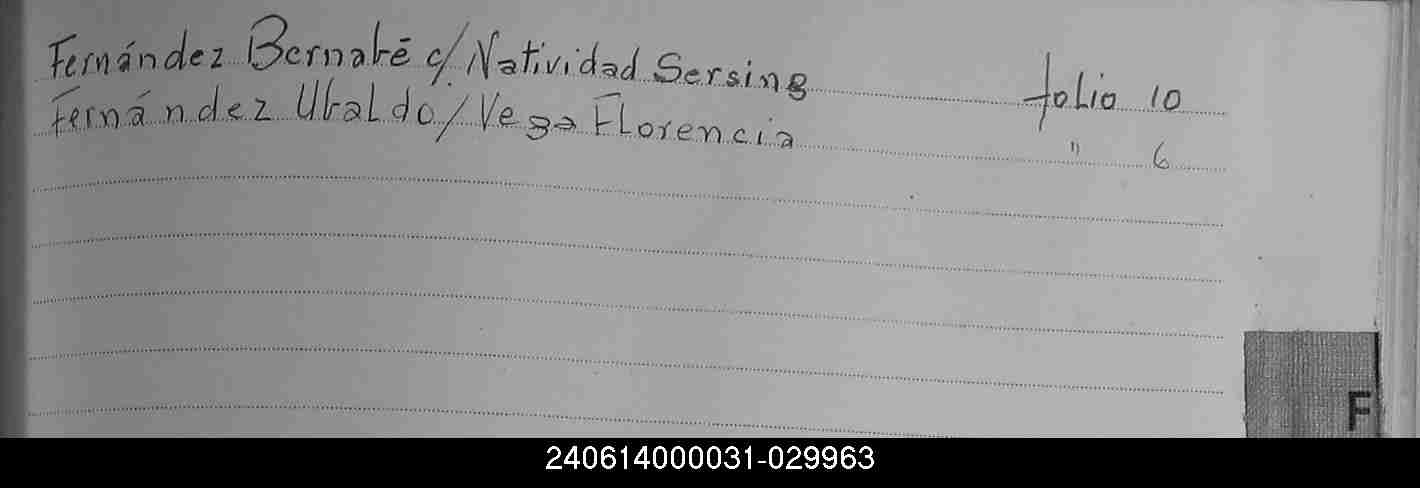 Fernández Bernabé c/ Natividad Sersing folio 10
Fernández Ubaldo / Vega Florencia " 6
F
240614000031-029963